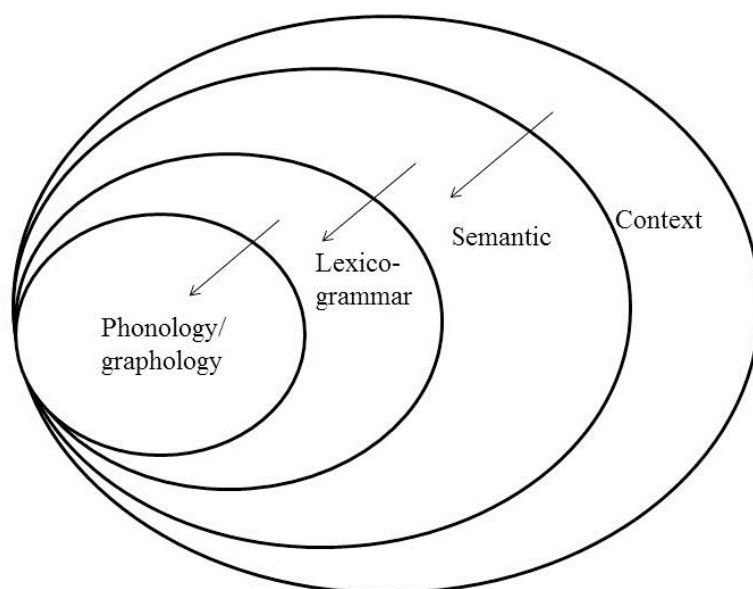 Context
Semantic
Lexico-
grammar
Phonology/
graphology